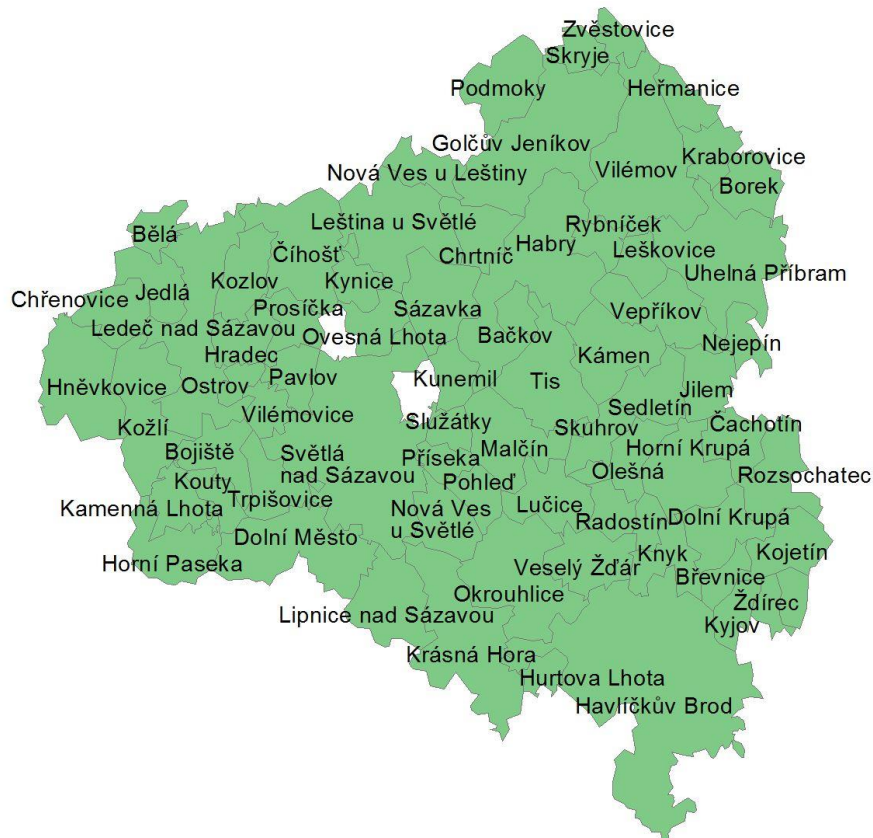 Zvěstovice
Skryje
Podmoky
Heřmanice
Golčův Jeníkov
Kraborovice
Nová Ves u Leštiny
Vilémov
Borek
Leština u Světlé
Rybníček
Bělá
Číhošť
Chrtníč
Habry
Leškovice
Kozlov
Kynice
Uhelná Příbram
Chřenovice
Jedlá
Prosíčka
Sázavka
Vepříkov
Ledeč nad Sázavou
Ovesná Lhota
Bačkov
Nejepín
Hradec
Kámen
Hněvkovice
Ostrov
Pavlov
Kunemil
Tis
Jilem
Vilémovice
Sedletín
Kožlí
Služátky
Skuhrov
Čachotín
Bojiště
Světlá
nad Sázavou
Příseka
Malčín
Horní Krupá
Kouty
Pohleď
Olešná
Rozsochatec
Kamenná Lhota
Trpišovice
Nová Ves
u Světlé
Lučice
Radostín
Dolní Krupá
Dolní Město
Horní Paseka
Veselý Žďár
Knyk
Kojetín
Břevnice
Okrouhlice
Ždírec
Lipnice nad Sázavou
Kyjov
Krásná Hora
Hurtova Lhota
Havlíčkův Brod